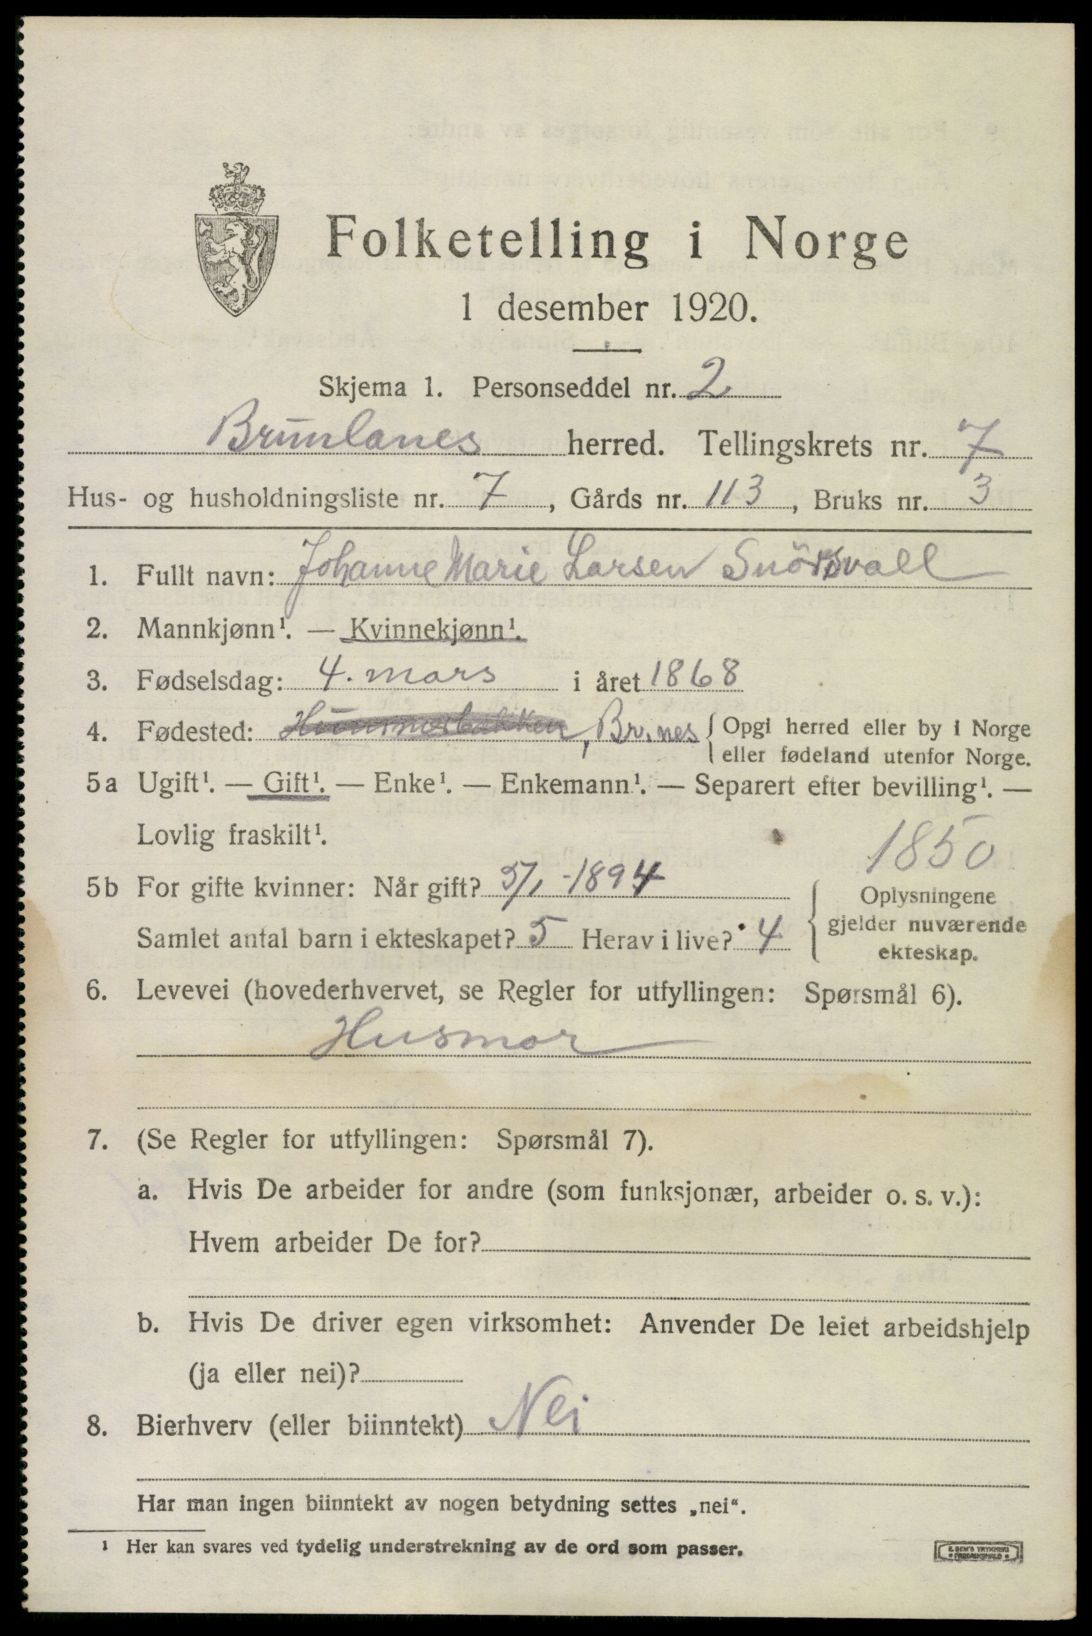 Folketelling i Norge
1 desember 1920.
Skjema 1. Personseddel nr. 2
Brunlanes herred. Tellingskrets nr. 7
Hus- og husholdningsliste nr. 7, Gårds nr. 113, Bruks nr. 3
1. Fullt navn: Johanne Marie Larsen
2. Mannkjønn¹. — Kvinnekjønn¹.
3. Fødselsdag: 4. mars i året 1868
4. Fødested: , Br.nes { Opgi herred eller by i Norge
eller fødeland utenfor Norge.
5a Ugift¹. — Gift¹. — Enke¹. — Enkemann¹. — Separert efter bevilling¹. —
Lovlig fraskilt¹.
1850
5b For gifte kvinner: Når gift? 5/1 - 1894
Samlet antal barn i ekteskapet? 5 Herav i live? 4
Oplysningene
gjelder nuværende
ekteskap.
6. Levevei (hovederhvervet, se Regler for utfyllingen: Spørsmål 6).
Husmor
7. (Se Regler for utfyllingen: Spørsmål 7).
a. Hvis De arbeider for andre (som funksjonær, arbeider o. s. v.):
Hvem arbeider De for?
b. Hvis De driver egen virksomhet: Anvender De leiet arbeidshjelp
(ja eller nei)?
8. Bierhverv (eller biinntekt) Nei
Har man ingen biinntekt av nogen betydning settes „nei“.
¹ Her kan svares ved tydelig understrekning av de ord som passer.